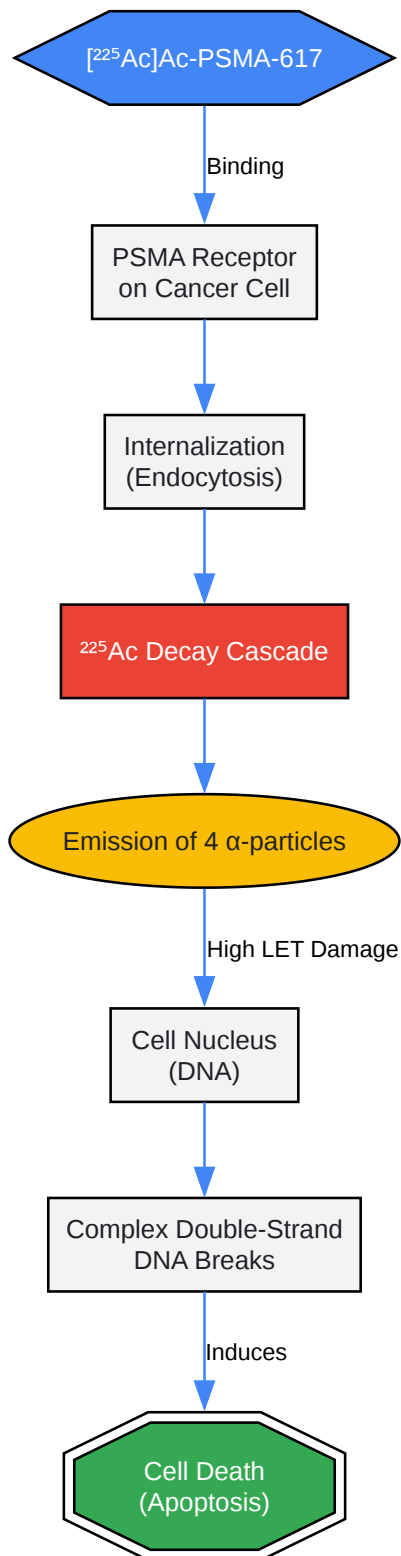 [²²⁵Ac]Ac-PSMA-617
Binding
PSMA Receptor
on Cancer Cell
Internalization
(Endocytosis)
²²⁵Ac Decay Cascade
Emission of 4 α-particles
High LET Damage
Cell Nucleus
(DNA)
Complex Double-Strand
DNA Breaks
Induces
Cell Death
(Apoptosis)